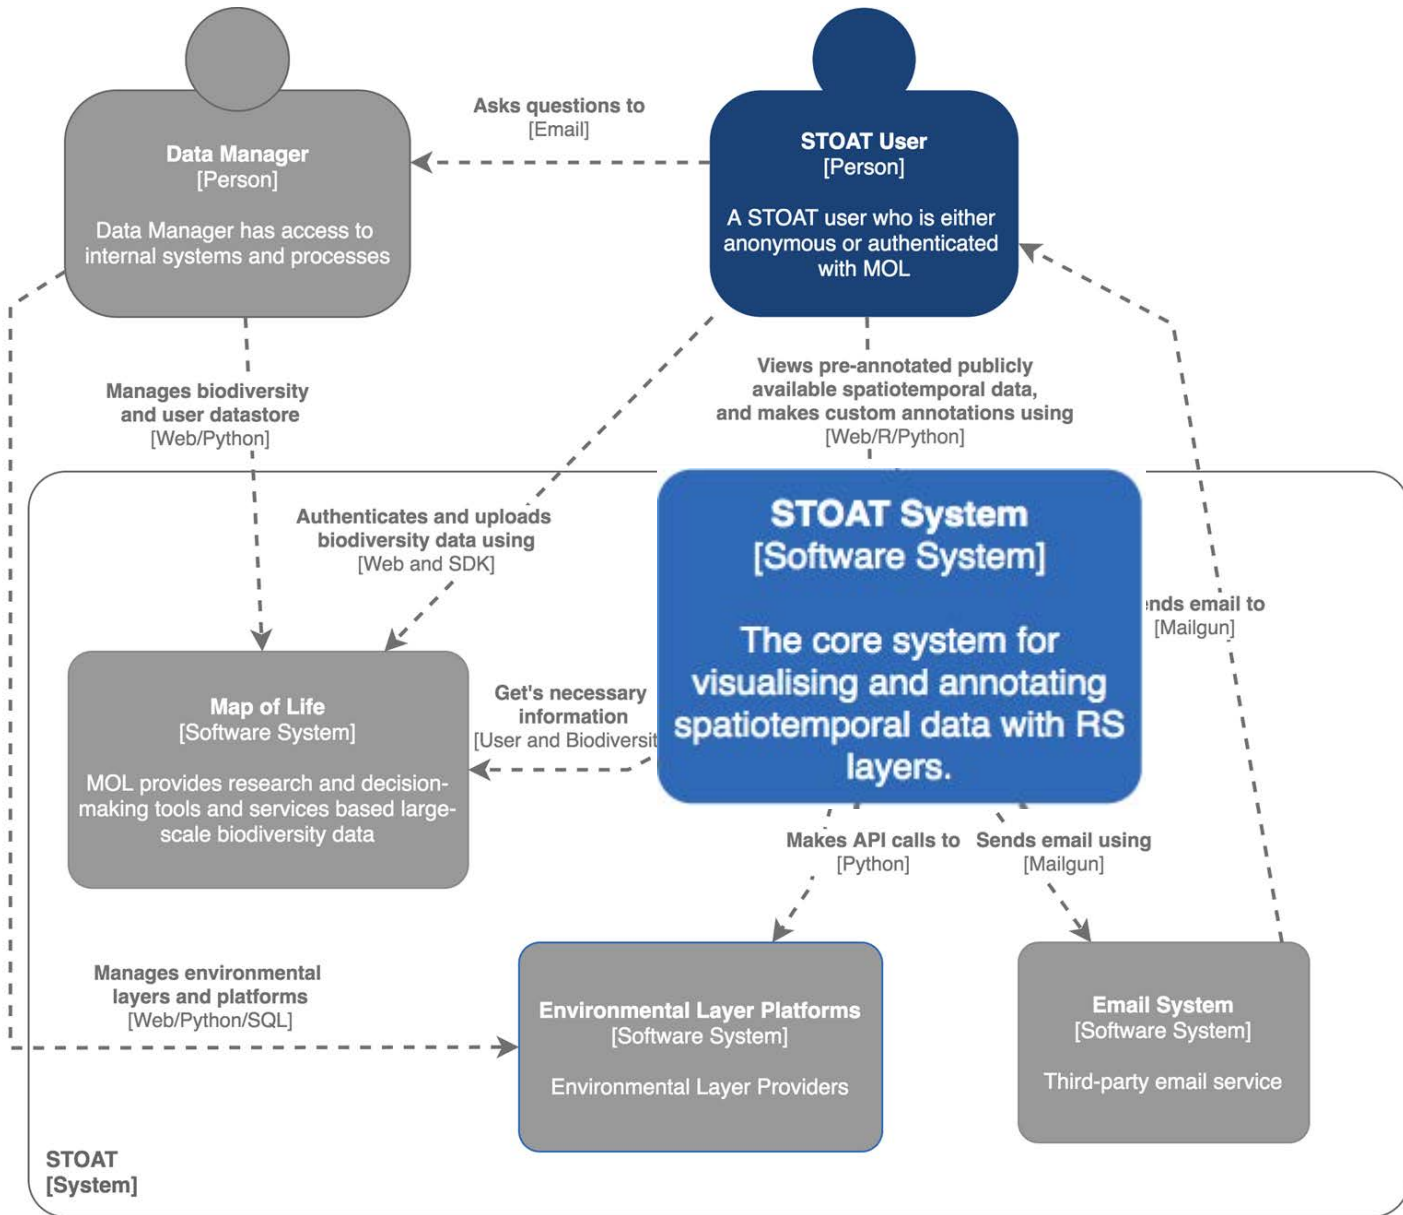 Data Manager
[Person]
Data Manager has access to
internal systems and processes
Asks questions to
[Email]
STOAT User
[Person]
A STOAT user who is either
anonymous or authenticated
with MOL
Manages biodiversity
and user datastore
[Web/Python]
Views pre-annotated publicly
available spatiotemporal data,
and makes custom annotations using
[Web/R/Python]
Authenticates and uploads
biodiversity data using
[Web and SDK]
STOAT System
[Software System]
The core system for
visualising and annotating
spatiotemporal data with RS
layers.
ends email to
[Mailgun]
Map of Life
[Software System]
MOL provides research and decision-
making tools and services based large-
scale biodiversity data
Get's necessary
information
[User and Biodiversit
Makes API calls to
[Python]
Sends email using
[Mailgun]
Manages environmental
layers and platforms
[Web/Python/SQL]
Environmental Layer Platforms
[Software System]
Environmental Layer Providers
Email System
[Software System]
Third-party email service
STOAT
[System]